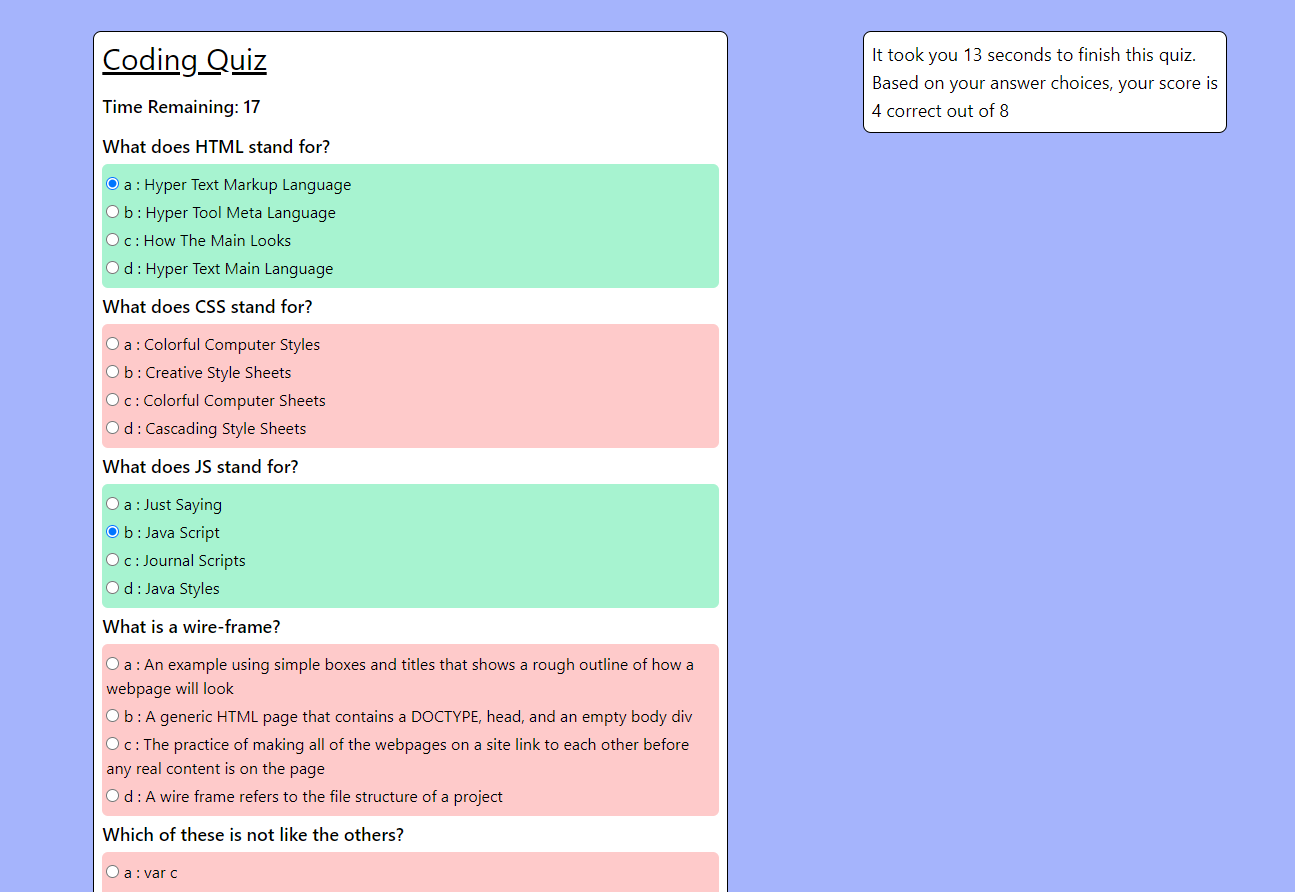 Coding Quiz
Time Remaining: 17
What does HTML stand for?
a : Hyper Text Markup Language
b : Hyper Tool Meta Language
c : How The Main Looks
d : Hyper Text Main Language
What does CSS stand for?
a : Colorful Computer Styles
b : Creative Style Sheets
c : Colorful Computer Sheets
d : Cascading Style Sheets
What does JS stand for?
a : Just Saying
b : Java Script
c : Journal Scripts
d : Java Styles
What is a wire-frame?
a : An example using simple boxes and titles that shows a rough outline of how a
webpage will look
b : A generic HTML page that contains a DOCTYPE, head, and an empty body div
c : The practice of making all of the webpages on a site link to each other before
any real content is on the page
d : A wire frame refers to the file structure of a project
Which of these is not like the others?
a : var c
It took you 13 seconds to finish this quiz.
Based on your answer choices, your score is
4 correct out of 8